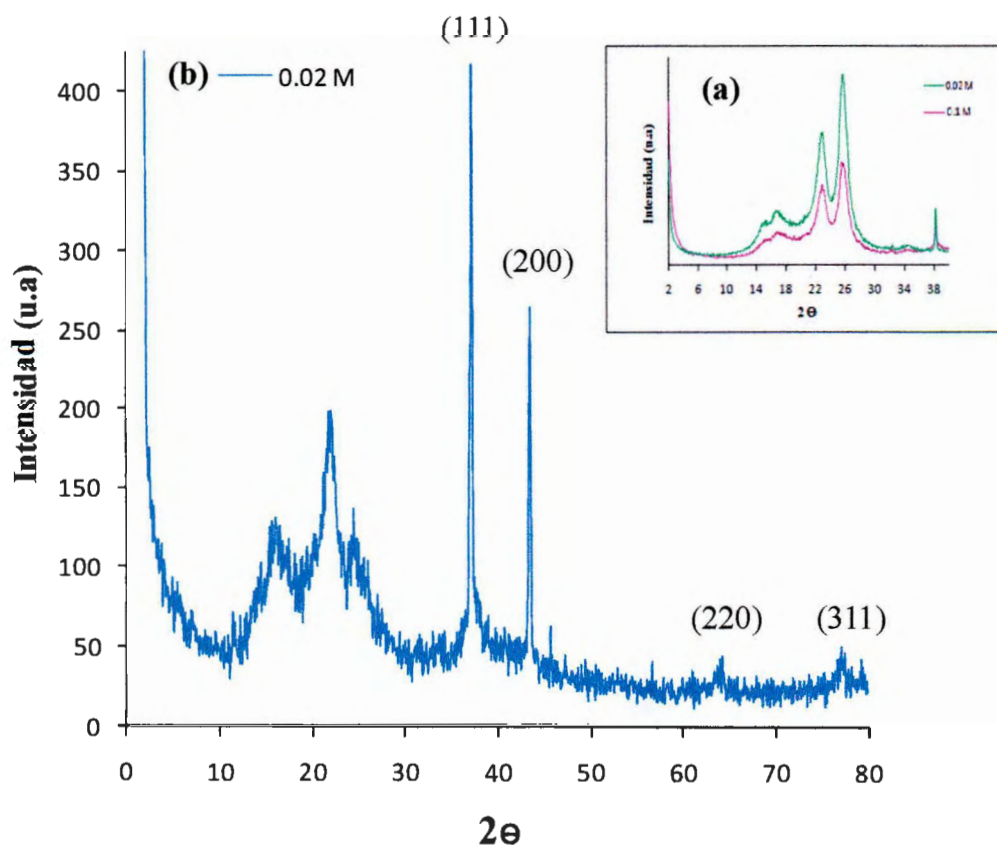 (111)
(b) 0.02 M
(a)
0.02 M
0.1 M
Intensidad (u.a)
2 6 10 14 18 22 26 30 34 38
2ϴ
(200)
(220)
(311)
Intensidad (u.a)
400
350
300
250
200
150
100
50
0
0 10 20 30 40 50 60 70 80
2ϴ